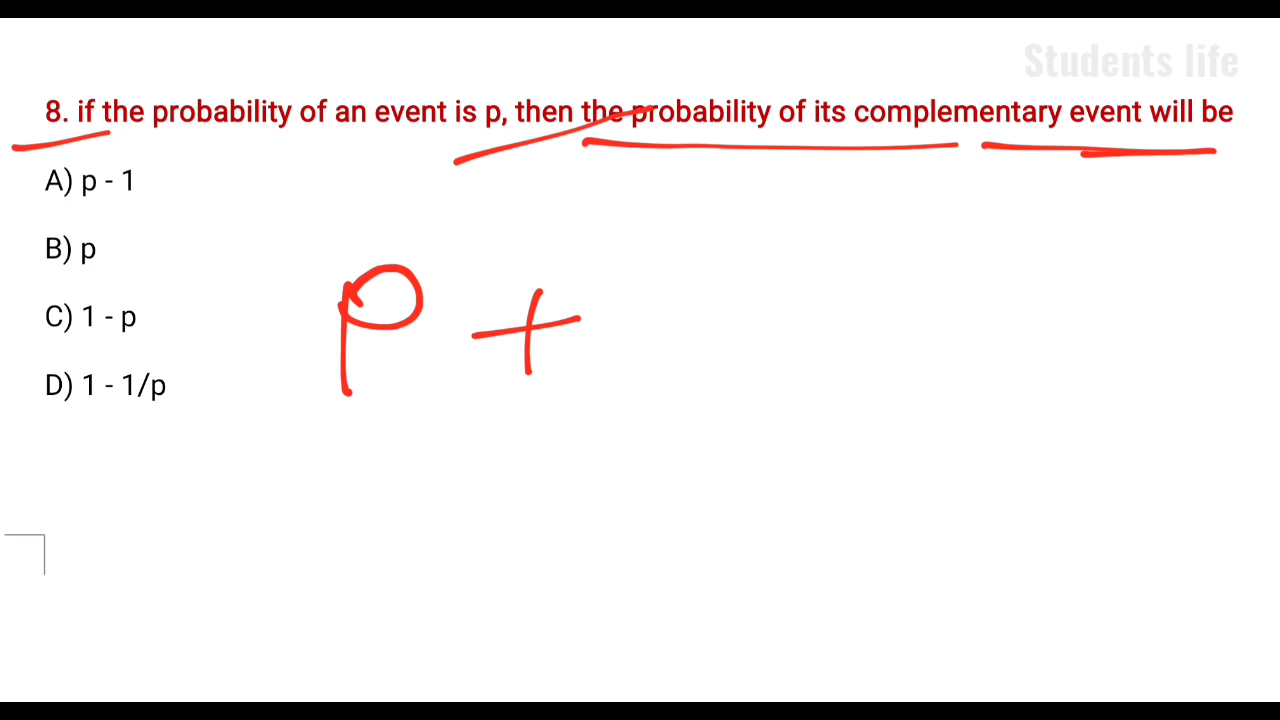 Students life
8. if the probability of an event is p, then the probability of its complementary event will be
A) p - 1
B) p
C) 1 - p
D) 1 - 1/p
P +